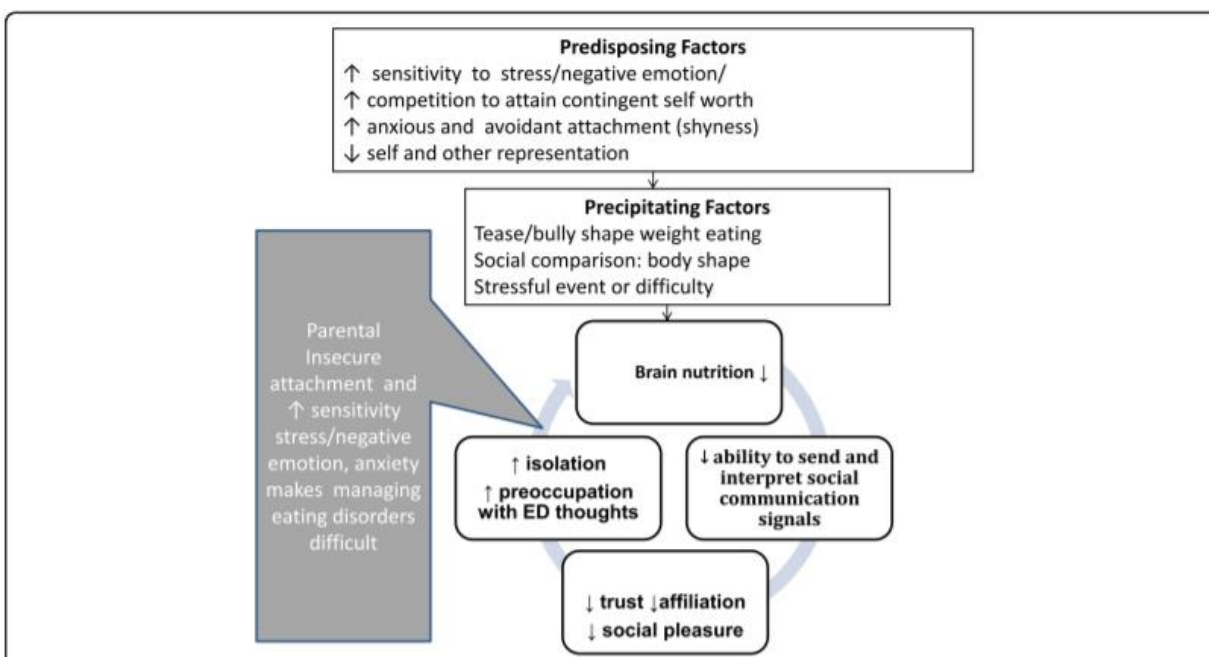 Predisposing Factors
↑ sensitivity to stress/negative emotion/
↑ competition to attain contingent self worth
↑ anxious and avoidant attachment (shyness)
↓ self and other representation
Precipitating Factors
Tease/bully shape weight eating
Social comparison: body shape
Stressful event or difficulty
Parental
Insecure
attachment and
↑ sensitivity
stress/negative
emotion, anxiety
makes managing
eating disorders
difficult
Brain nutrition ↓
↓ ability to send and
interpret social
communication
signals
↓ trust ↓affiliation
↓ social pleasure
↑ isolation
↑ preoccupation
with ED thoughts